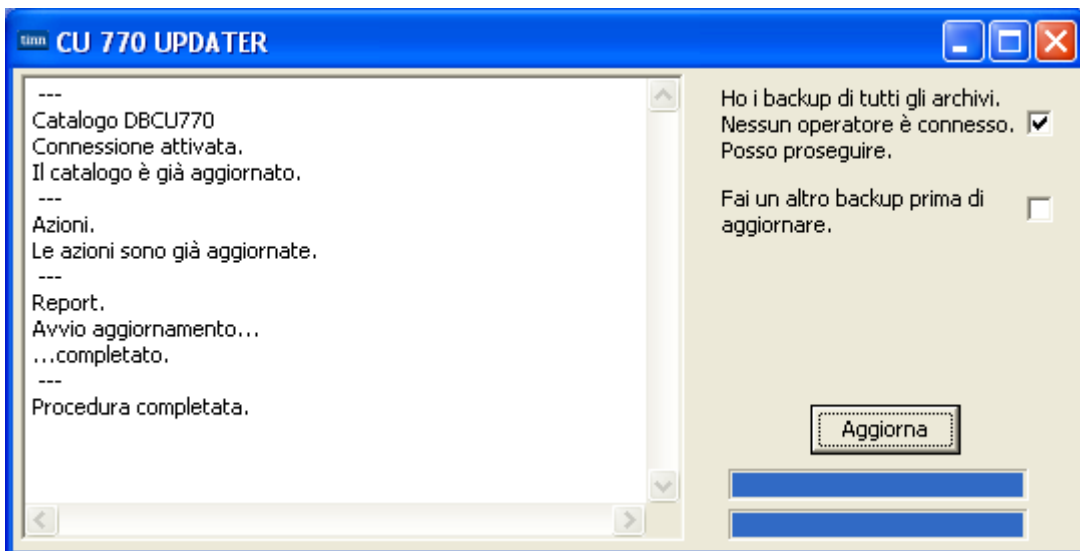 tinn CU 770 UPDATER
---
Catalogo DBCU770
Connessione attivata.
Il catalogo è già aggiornato.
---
Azioni.
Le azioni sono già aggiornate.
---
Report.
Avvio aggiornamento...
...completato.
---
Procedura completata.
Ho i backup di tutti gli archivi.
Nessun operatore è connesso.
Posso proseguire.
Fai un altro backup prima di
aggiornare.
Aggiorna